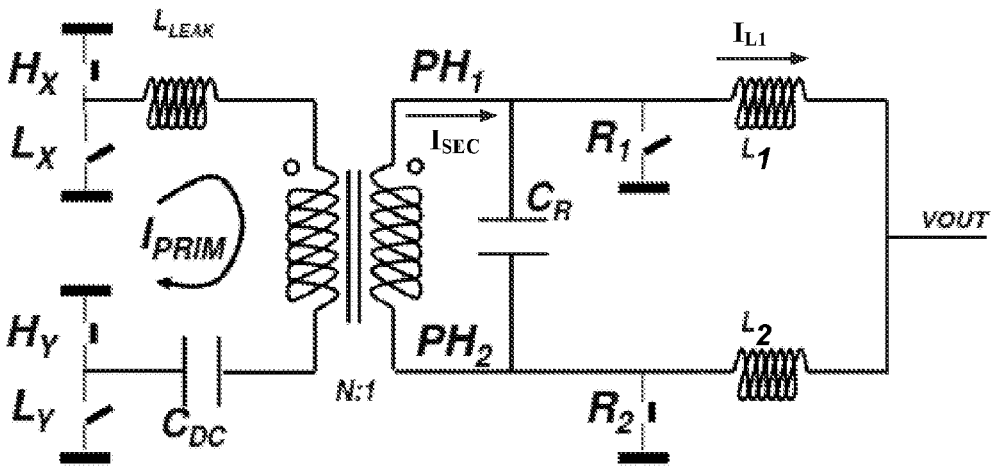 L_LEAK
I_L1
H_X
PH_1
L_X
I_SEC
R_1
L_1
C_R
I_PRIM
VOUT
H_Y
PH_2
L_2
L_Y
C_DC
N:1
R_2